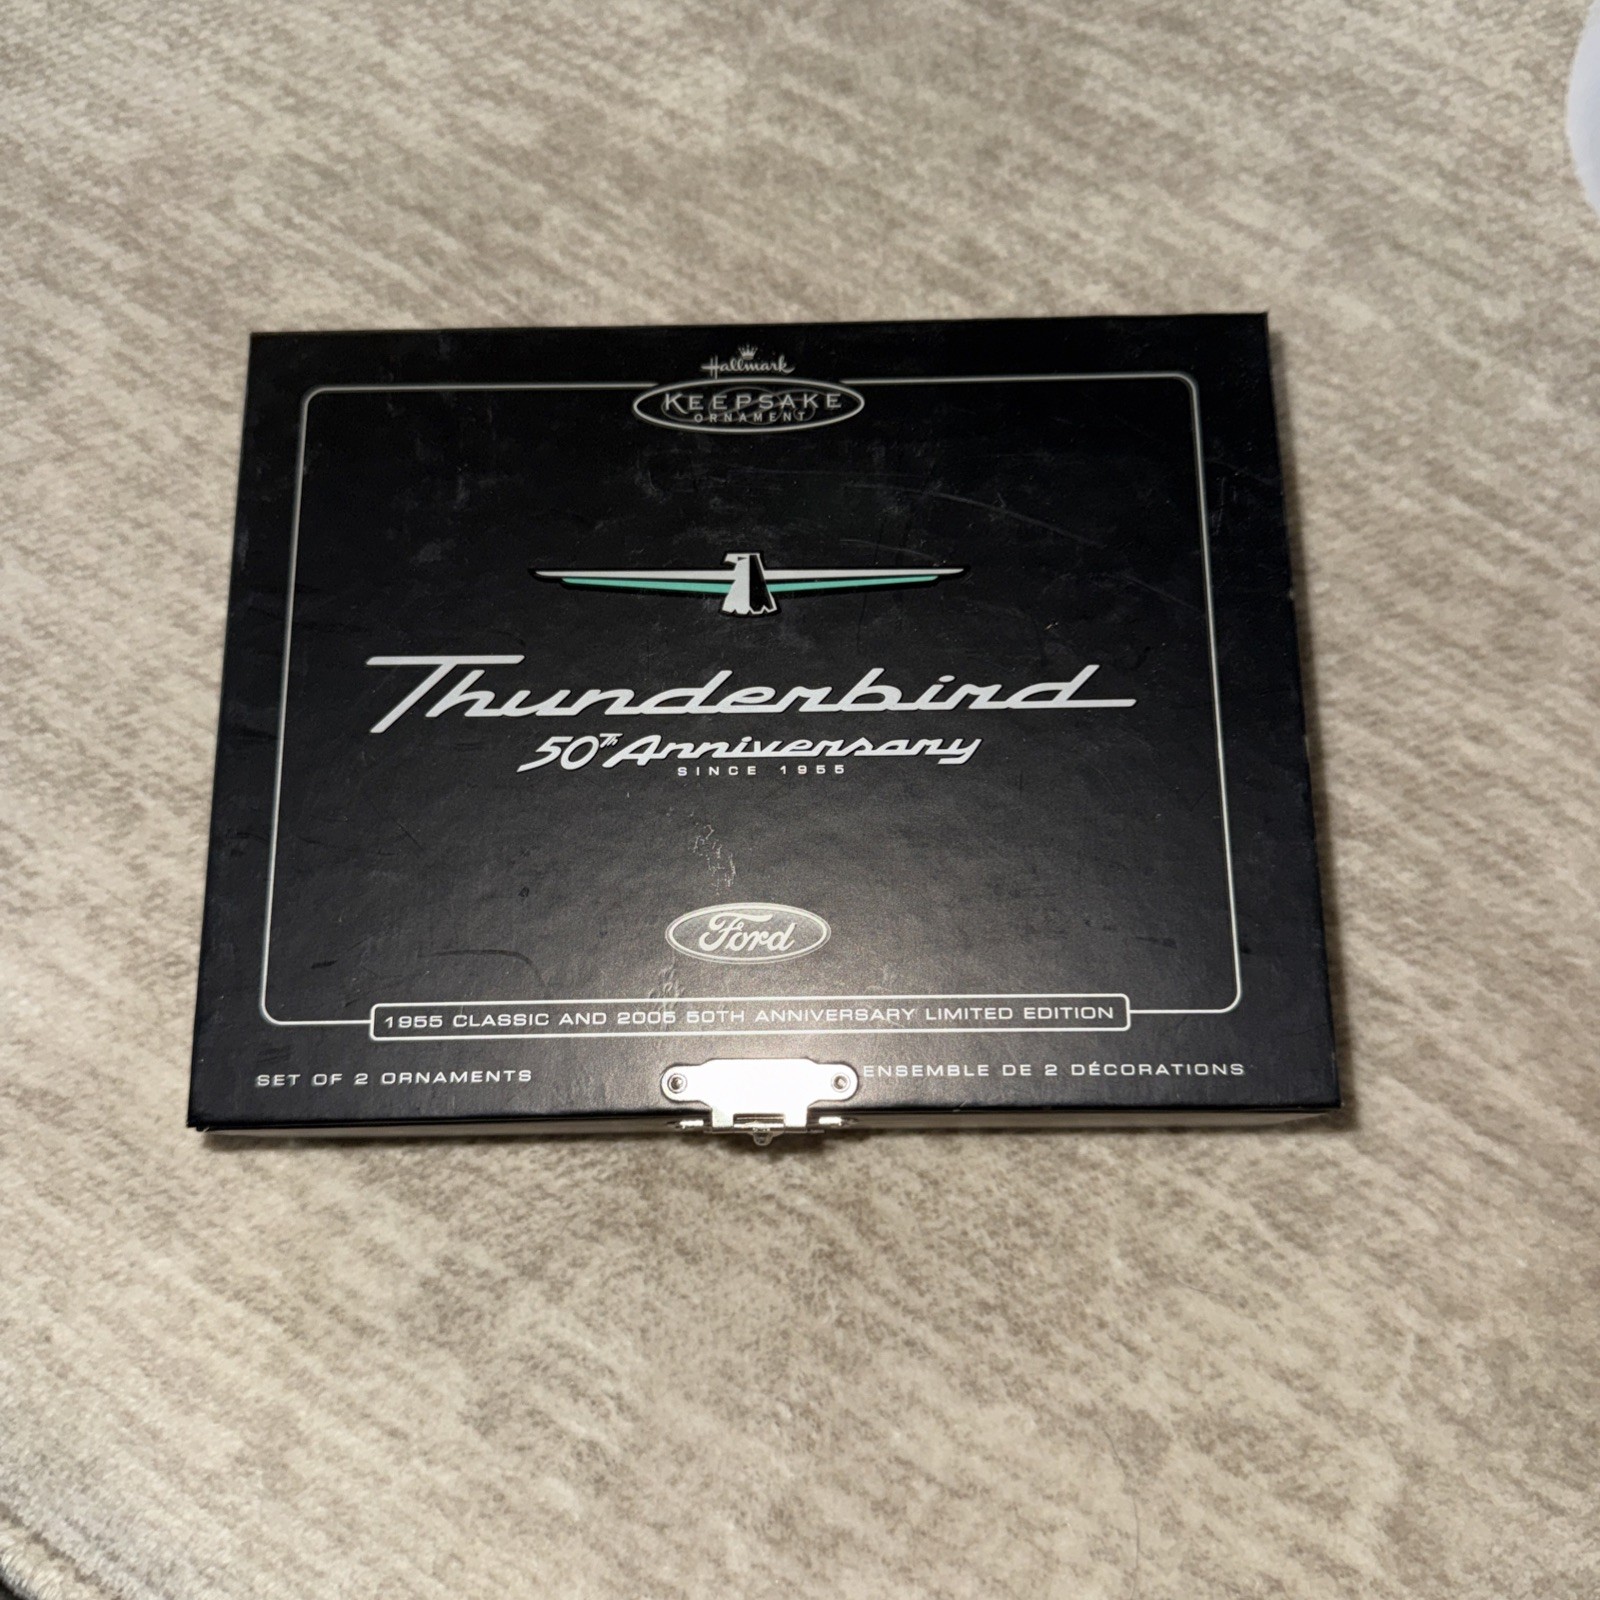 Hallmark
KEEPSAKE
ORNAMENT
Thunderbird
50Th Anniversary
SINCE 1955
Ford
1955 CLASSIC AND 2005 50TH ANNIVERSARY LIMITED EDITION
SET OF 2 ORNAMENTS
ENSEMBLE DE 2 DÉCORATIONS